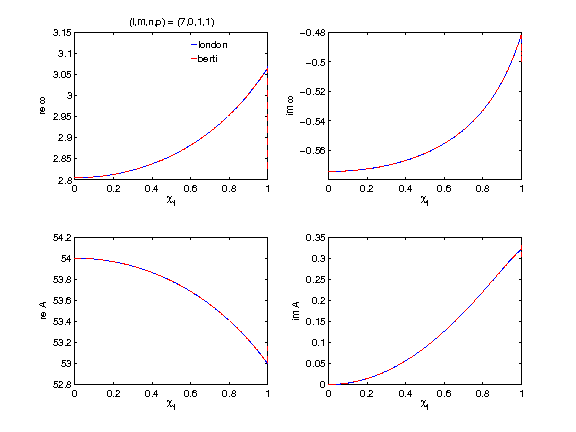 (l,m,n,p) = (7,0,1,1)
3.15
3.1
3.05
3
2.95
2.9
2.85
2.8
re ω
london
berti
0 0.2 0.4 0.6 0.8 1
χf
−0.48
−0.5
−0.52
−0.54
−0.56
im ω
0 0.2 0.4 0.6 0.8 1
χf
54.2
54
53.8
53.6
53.4
53.2
53
52.8
re A
0 0.2 0.4 0.6 0.8 1
χf
0.35
0.3
0.25
0.2
0.15
0.1
0.05
0
im A
0 0.2 0.4 0.6 0.8 1
χf